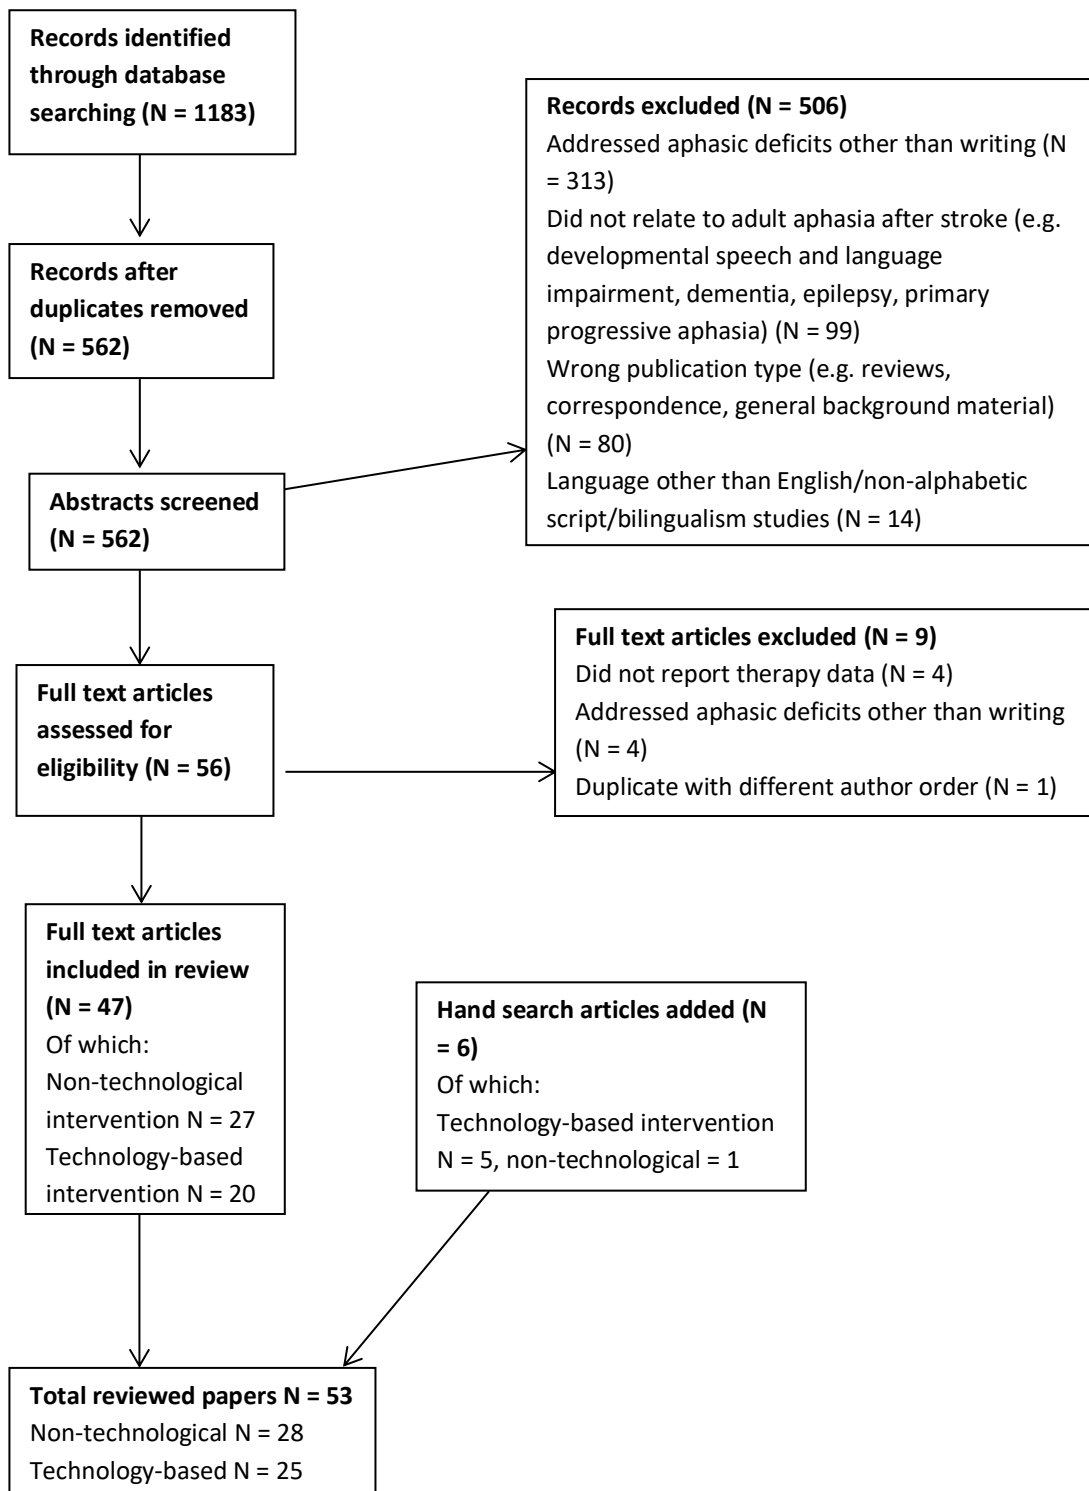 Records identified
through database
searching (N = 1183)
Records excluded (N = 506)
Addressed aphasic deficits other than writing (N
= 313)
Did not relate to adult aphasia after stroke (e.g.
developmental speech and language
impairment, dementia, epilepsy, primary
progressive aphasia) (N = 99)
Wrong publication type (e.g. reviews,
correspondence, general background material)
(N = 80)
Language other than English/non-alphabetic
script/bilingualism studies (N = 14)
Records after
duplicates removed
(N = 562)
Abstracts screened
(N = 562)
Full text articles excluded (N = 9)
Did not report therapy data (N = 4)
Addressed aphasic deficits other than writing
(N = 4)
Duplicate with different author order (N = 1)
Full text articles
assessed for
eligibility (N = 56)
Full text articles
included in review
(N = 47)
Of which:
Non-technological
intervention N = 27
Technology-based
intervention N = 20
Hand search articles added (N
= 6)
Of which:
Technology-based intervention
N = 5, non-technological = 1
Total reviewed papers N = 53
Non-technological N = 28
Technology-based N = 25